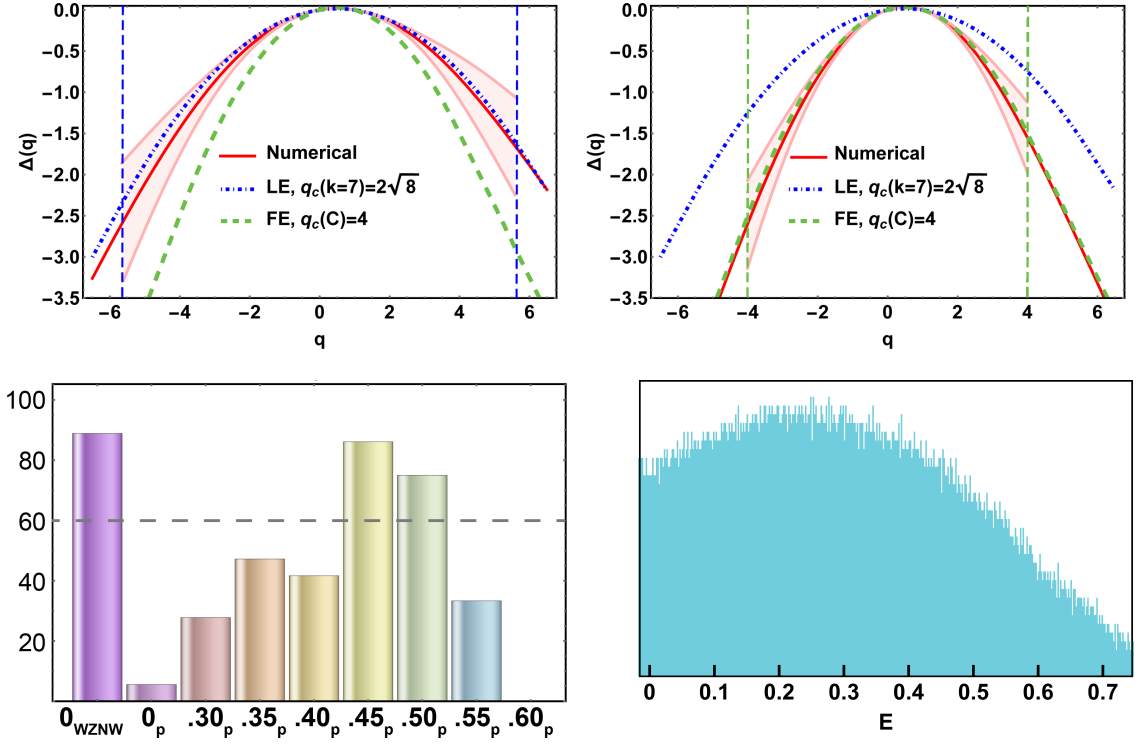 0.0
−0.5
−1.0
−1.5
−2.0
−2.5
−3.0
−3.5
Δ(q)
Numerical
LE, q_c(k=7)=2√8
FE, q_c(C)=4
−6 −4 −2 0 2 4 6
q
0.0
−0.5
−1.0
−1.5
−2.0
−2.5
−3.0
−3.5
Δ(q)
Numerical
LE, q_c(k=7)=2√8
FE, q_c(C)=4
−6 −4 −2 0 2 4 6
q
100
80
60
40
20
0_WZNW 0_p .30_p .35_p .40_p .45_p .50_p .55_p .60_p
0 0.1 0.2 0.3 0.4 0.5 0.6 0.7
E